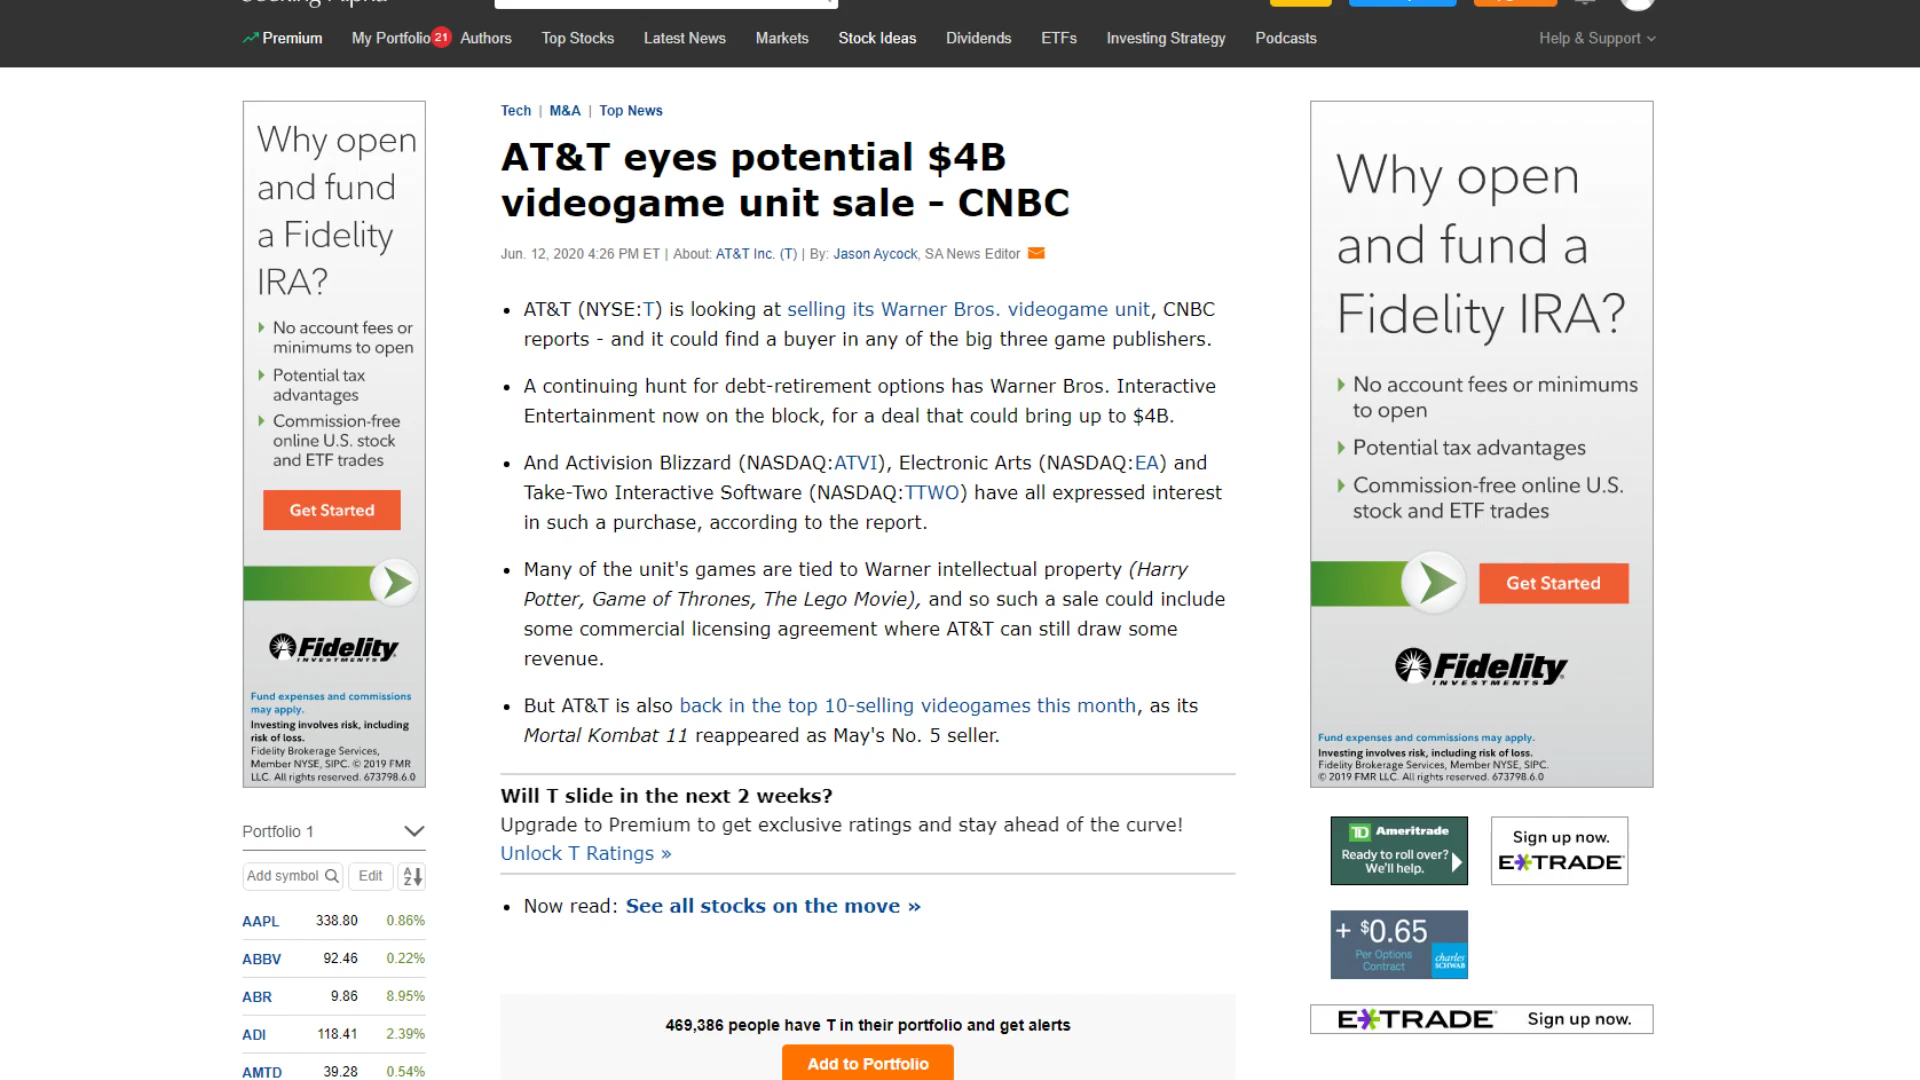 Premium My Portfolio 21 Authors Top Stocks Latest News Markets Stock Ideas Dividends ETFs Investing Strategy Podcasts Help & Support
Why open
and fund
a Fidelity
IRA?
No account fees or
minimums to open
Potential tax
advantages
Commission-free
online U.S. stock
and ETF trades
Get Started
Fidelity
INVESTMENTS
Fund expenses and commissions
may apply.
Investing involves risk, including
risk of loss.
Fidelity Brokerage Services,
Member NYSE, SIPC. © 2019 FMR
LLC. All rights reserved. 673798.6.0
Portfolio 1
Add symbol Edit A Z
AAPL 338.80 0.86%
ABBV 92.46 0.22%
ABR 9.86 8.95%
ADI 118.41 2.39%
AMTD 39.28 0.54%
Tech | M&A | Top News
AT&T eyes potential $4B
videogame unit sale - CNBC
Jun. 12, 2020 4:26 PM ET | About: AT&T Inc. (T) | By: Jason Aycock, SA News Editor
• AT&T (NYSE:T) is looking at selling its Warner Bros. videogame unit, CNBC
reports - and it could find a buyer in any of the big three game publishers.
• A continuing hunt for debt-retirement options has Warner Bros. Interactive
Entertainment now on the block, for a deal that could bring up to $4B.
• And Activision Blizzard (NASDAQ:ATVI), Electronic Arts (NASDAQ:EA) and
Take-Two Interactive Software (NASDAQ:TTWO) have all expressed interest
in such a purchase, according to the report.
• Many of the unit's games are tied to Warner intellectual property (Harry
Potter, Game of Thrones, The Lego Movie), and so such a sale could include
some commercial licensing agreement where AT&T can still draw some
revenue.
• But AT&T is also back in the top 10-selling videogames this month, as its
Mortal Kombat 11 reappeared as May's No. 5 seller.
Will T slide in the next 2 weeks?
Upgrade to Premium to get exclusive ratings and stay ahead of the curve!
Unlock T Ratings »
• Now read: See all stocks on the move »
469,386 people have T in their portfolio and get alerts
Add to Portfolio
Why open
and fund a
Fidelity IRA?
No account fees or minimums
to open
Potential tax advantages
Commission-free online U.S.
stock and ETF trades
Get Started
Fidelity
INVESTMENTS
Fund expenses and commissions may apply.
Investing involves risk, including risk of loss.
Fidelity Brokerage Services, Member NYSE, SIPC.
© 2019 FMR LLC. All rights reserved. 673798.6.0
TD Ameritrade
Ready to roll over?
We'll help.
Sign up now.
E*TRADE
+ $0.65
Per Options
Contract
charles
SCHWAB
E*TRADE Sign up now.